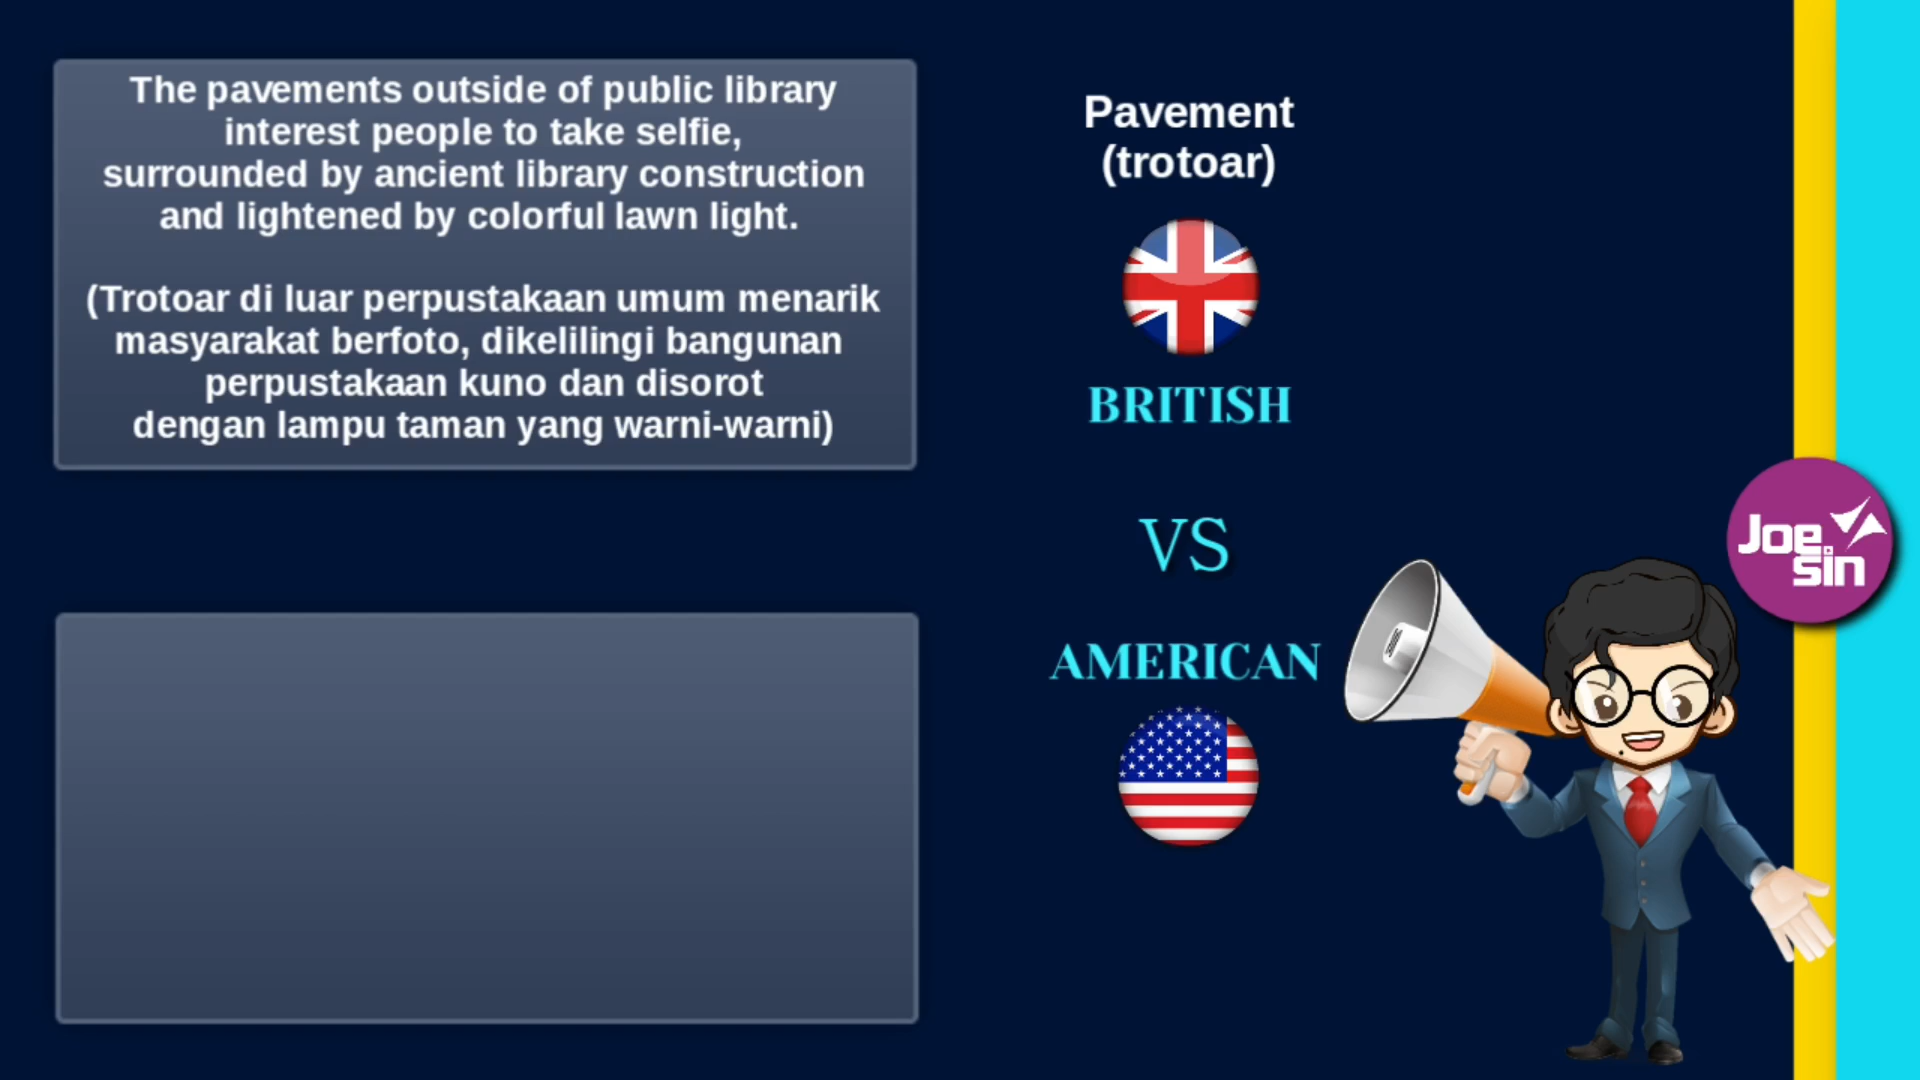 The pavements outside of public library
interest people to take selfie,
surrounded by ancient library construction
and lightened by colorful lawn light.
(Trotoar di luar perpustakaan umum menarik
masyarakat berfoto, dikelilingi bangunan
perpustakaan kuno dan disorot
dengan lampu taman yang warni-warni)
Pavement
(trotoar)
BRITISH
VS
AMERICAN
Joe
sin